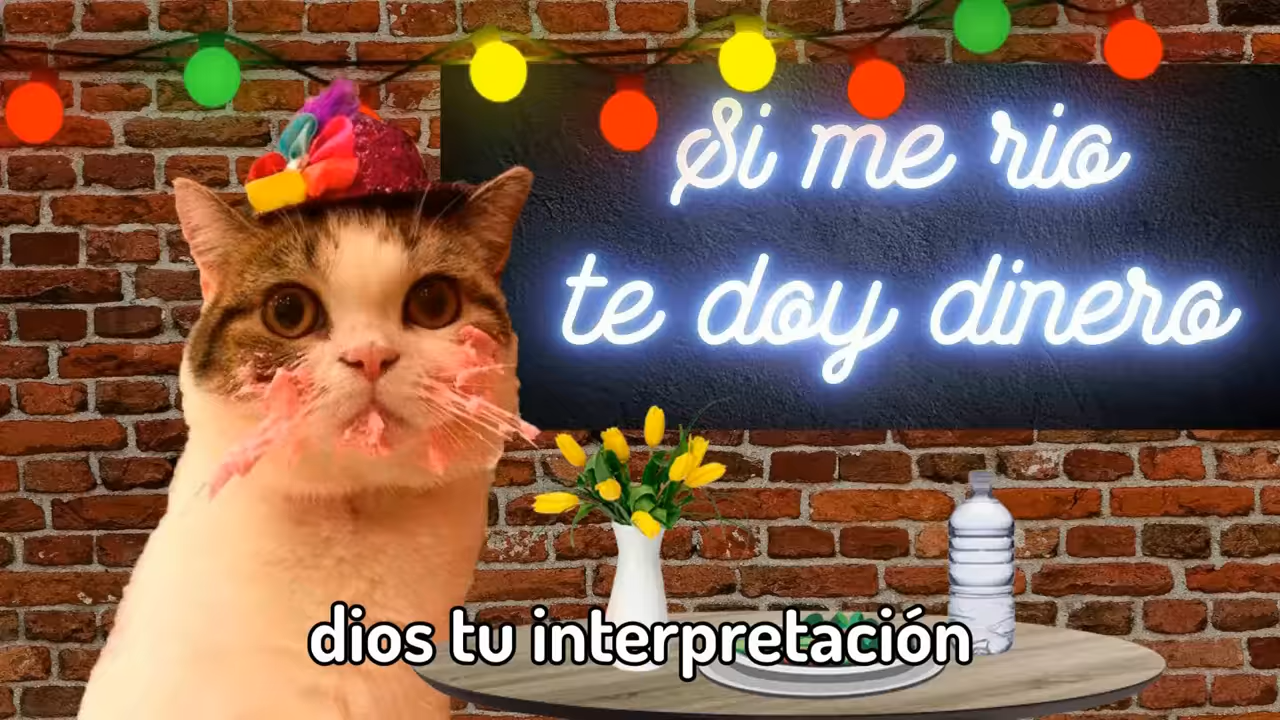 Si me rio
te doy dinero
dios tu interpretación